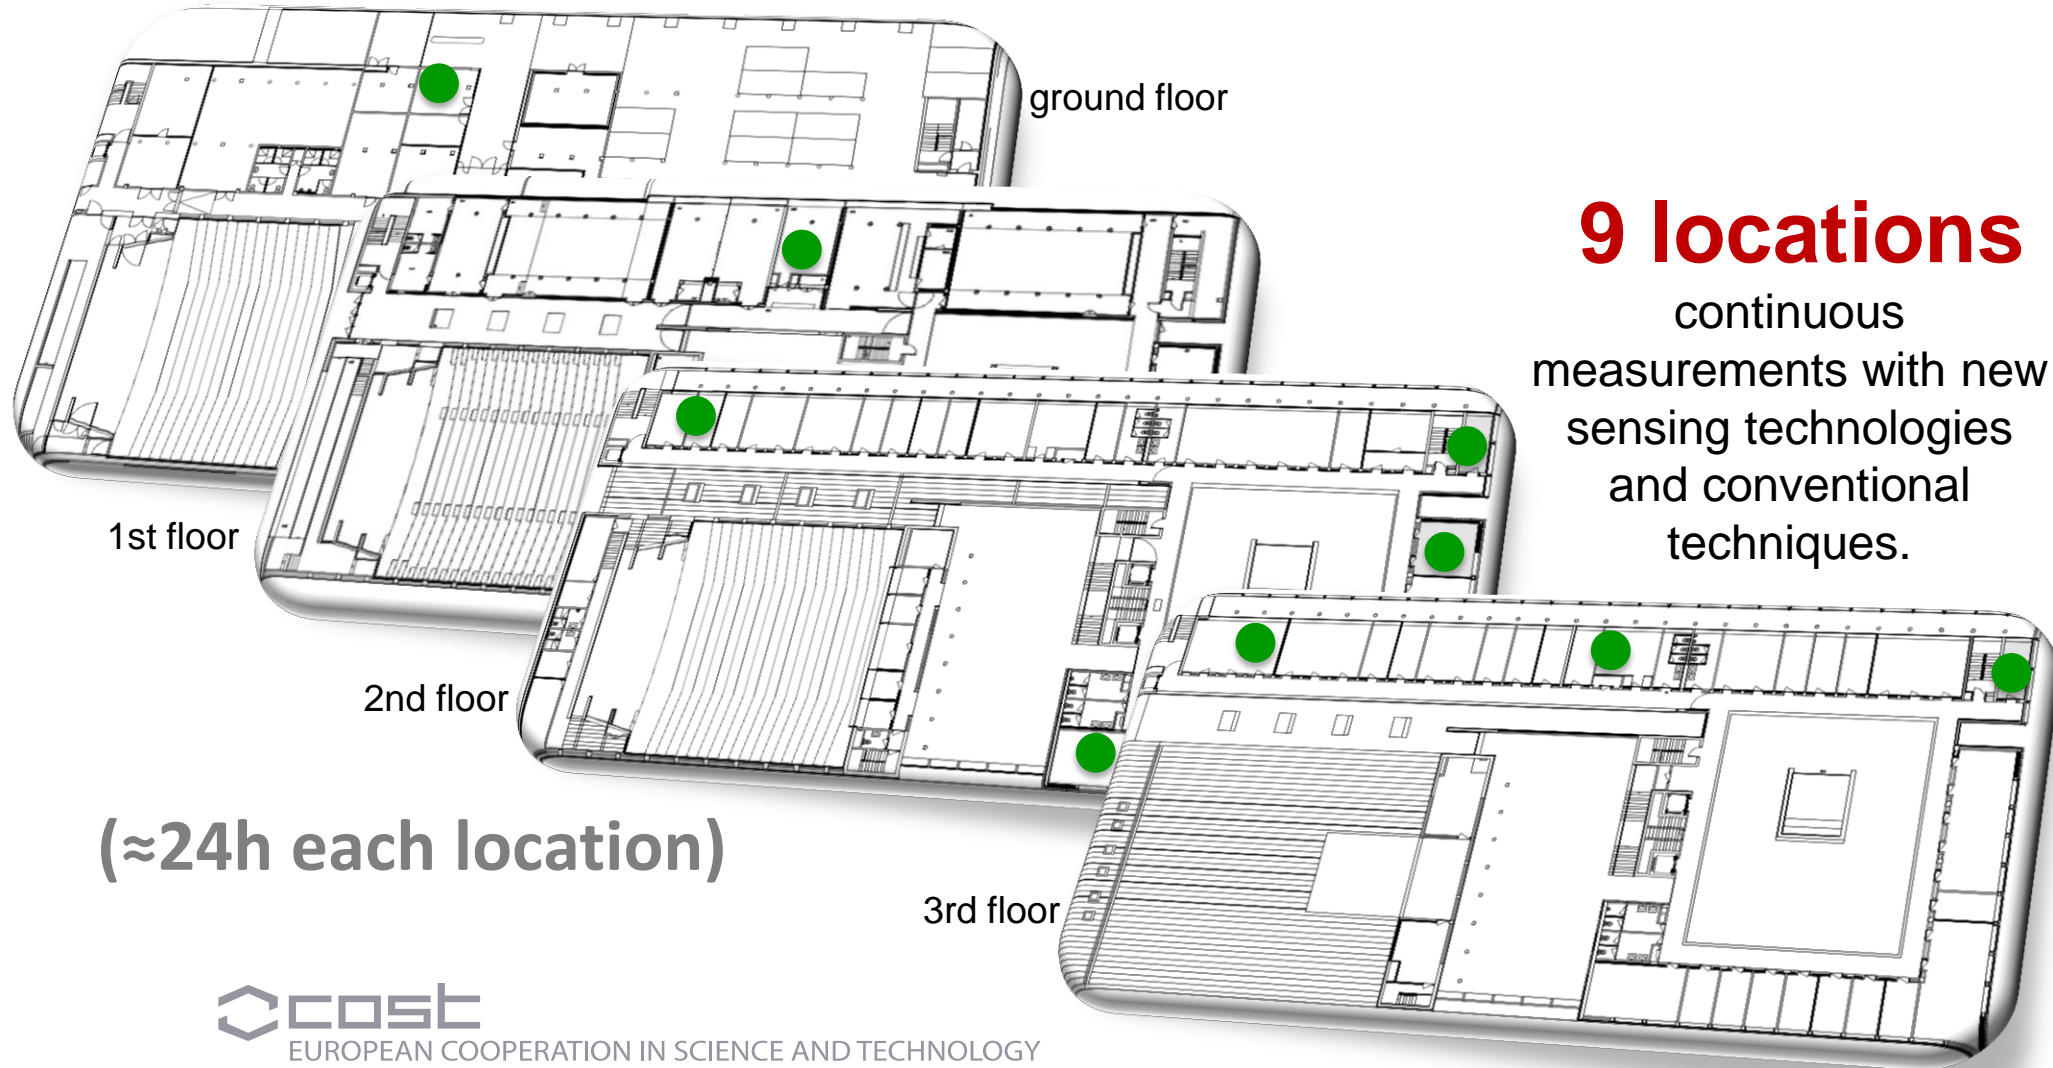 ground floor
9 locations
continuous
measurements with new
sensing technologies
and conventional
techniques.
1st floor
2nd floor
(≈24h each location)
3rd floor
cost
EUROPEAN COOPERATION IN SCIENCE AND TECHNOLOGY